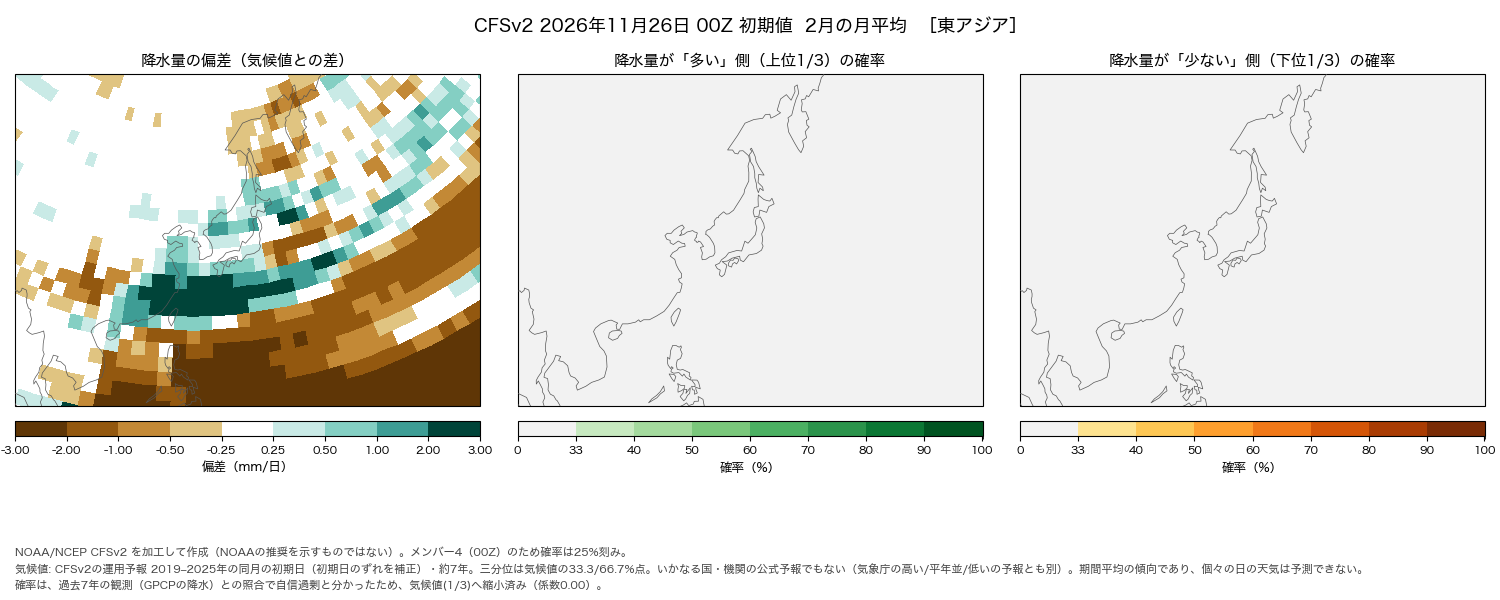 CFSv2 2026年11月26日 00Z 初期値 2月の月平均 ［東アジア］
降水量の偏差（気候値との差）
降水量が「多い」側（上位1/3）の確率
降水量が「少ない」側（下位1/3）の確率
-3.00 -2.00 -1.00 -0.50 -0.25 0.25 0.50 1.00 2.00 3.00
偏差（mm/日）
0 33 40 50 60 70 80 90 100
確率（%）
0 33 40 50 60 70 80 90 100
確率（%）
NOAA/NCEP CFSv2 を加工して作成（NOAAの推奨を示すものではない）。メンバー4（00Z）のため確率は25%刻み。
気候値: CFSv2の運用予報 2019–2025年の同月の初期日（初期日のずれを補正）・約7年。三分位は気候値の33.3/66.7%点。いかなる国・機関の公式予報でもない（気象庁の高い/平年並/低いの予報とも別）。期間平均の傾向であり、個々の日の天気は予測できない。
確率は、過去7年の観測（GPCPの降水）との照合で自信過剰と分かったため、気候値(1/3)へ縮小済み（係数0.00）。